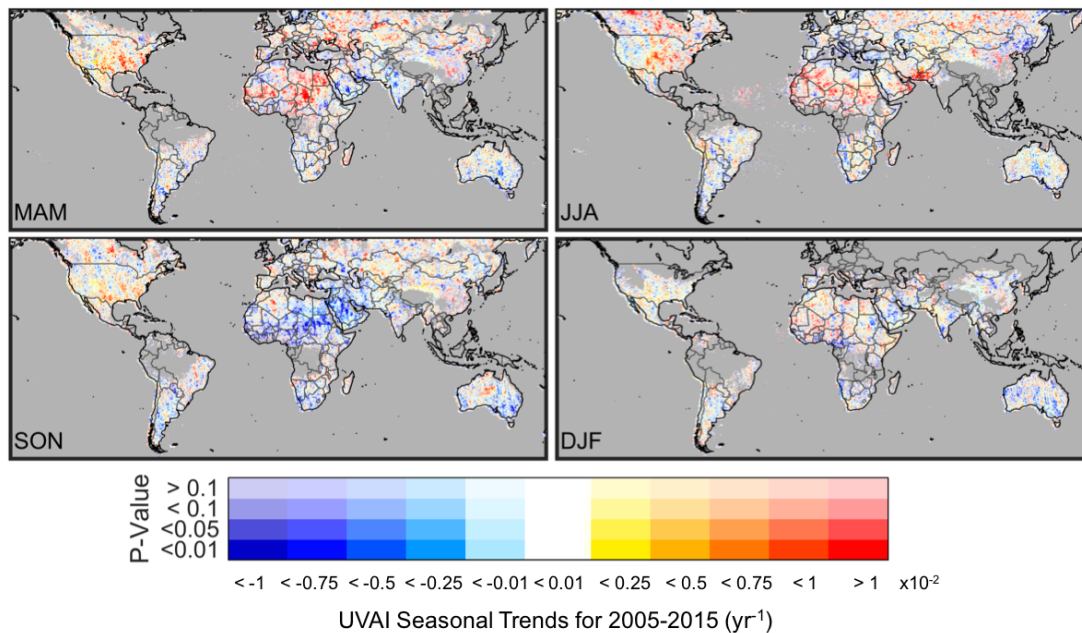 MAM
JJA
SON
DJF
P-Value
> 0.1
< 0.1
<0.05
<0.01
< -1 < -0.75 < -0.5 < -0.25 < -0.01 < 0.01 < 0.25 < 0.5 < 0.75 < 1 > 1 x10⁻²
UVAI Seasonal Trends for 2005-2015 (yr⁻¹)